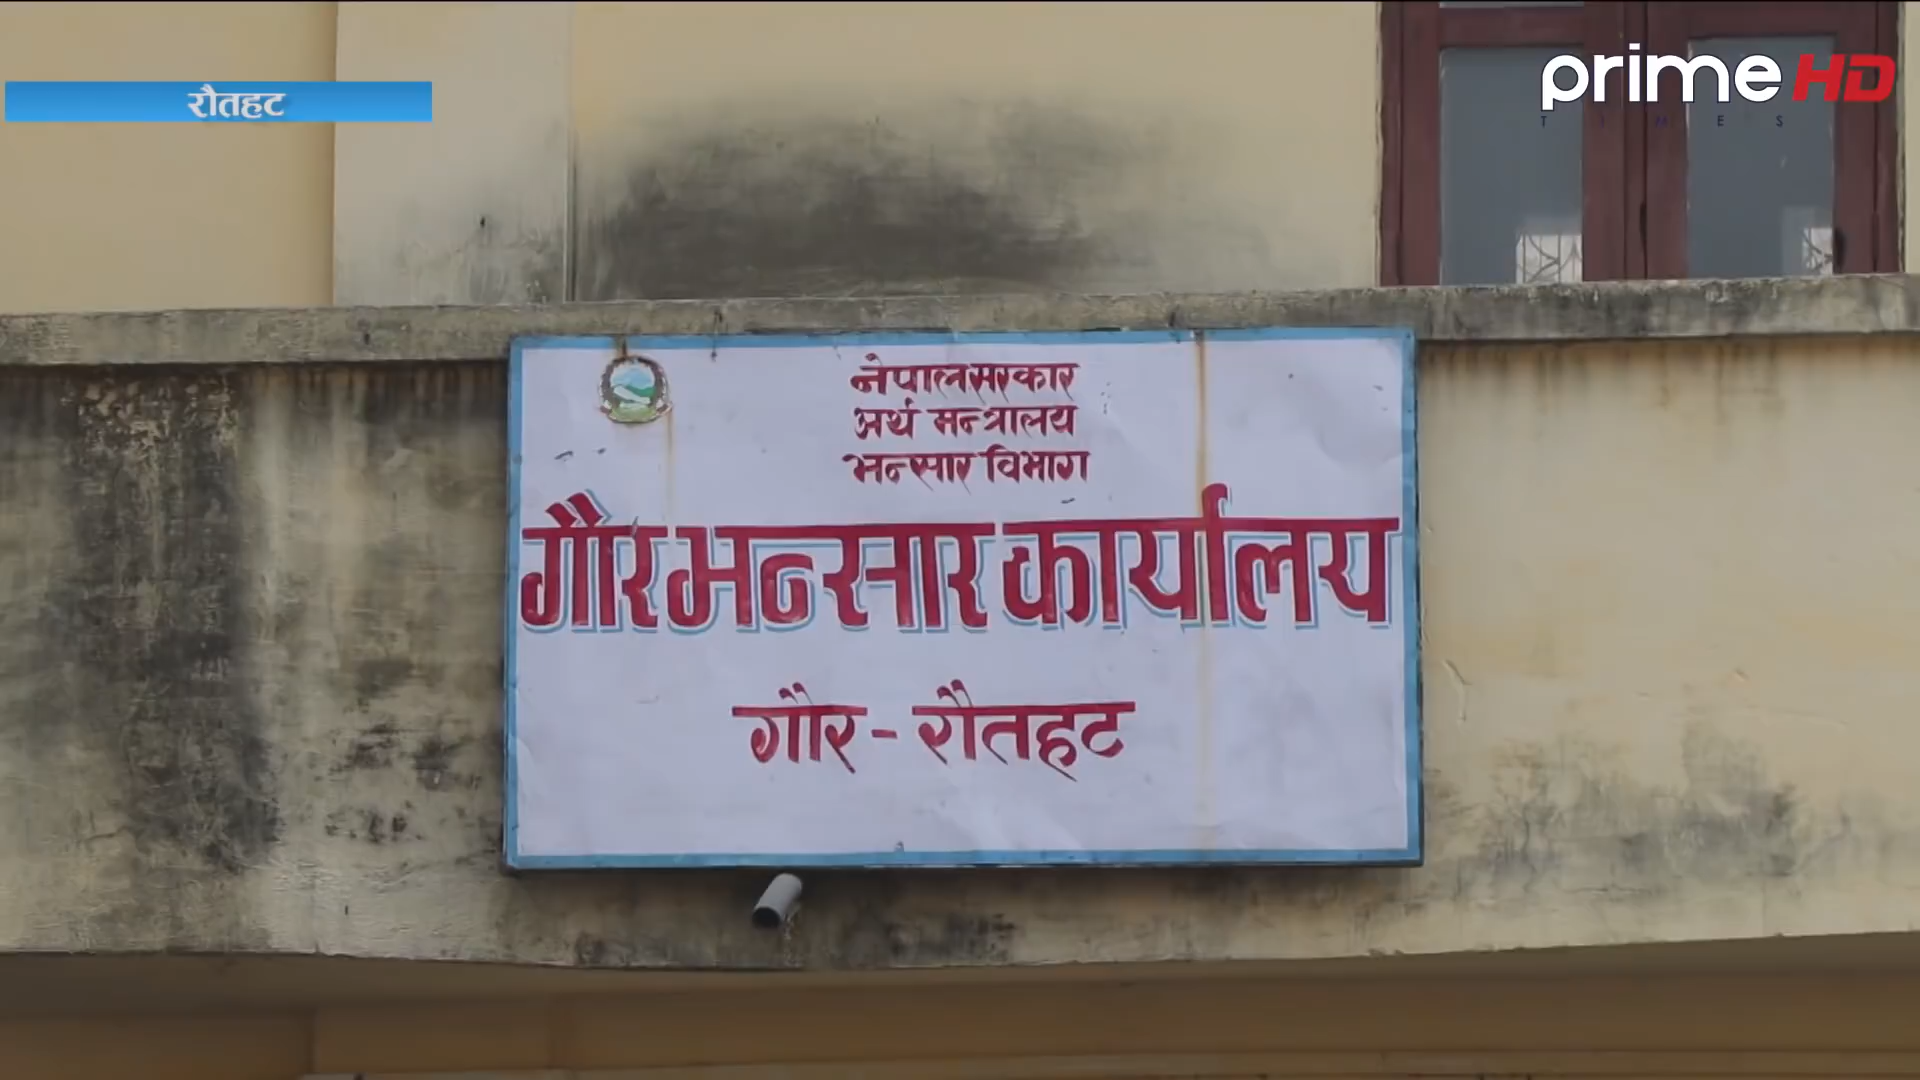 रौतहट
prime HD
TIMES
नेपाल सरकार
अर्थ मन्त्रालय
भन्सार विभाग
गौर भन्सार कार्यालय
गौर - रौतहट